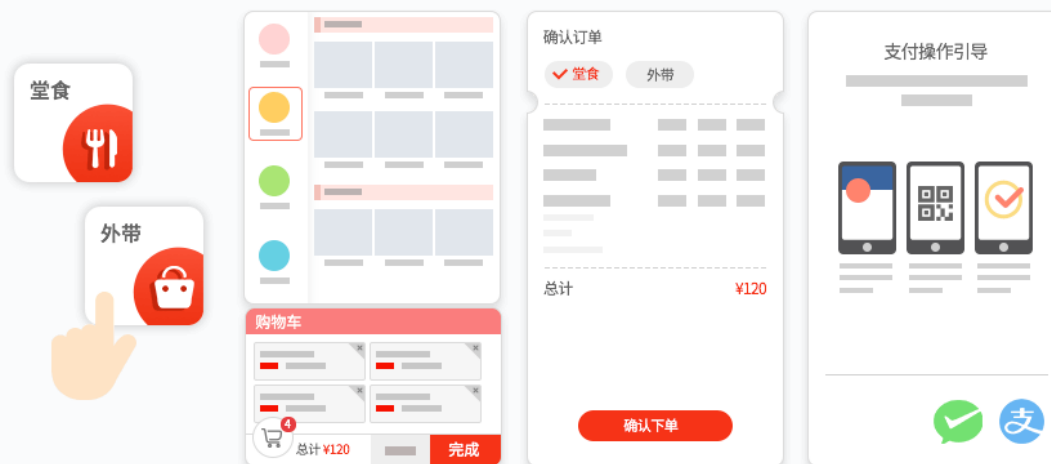 堂食
外带
购物车
4
总计 ¥120
完成
确认订单
堂食 外带
总计 ¥120
确认下单
支付操作引导
支